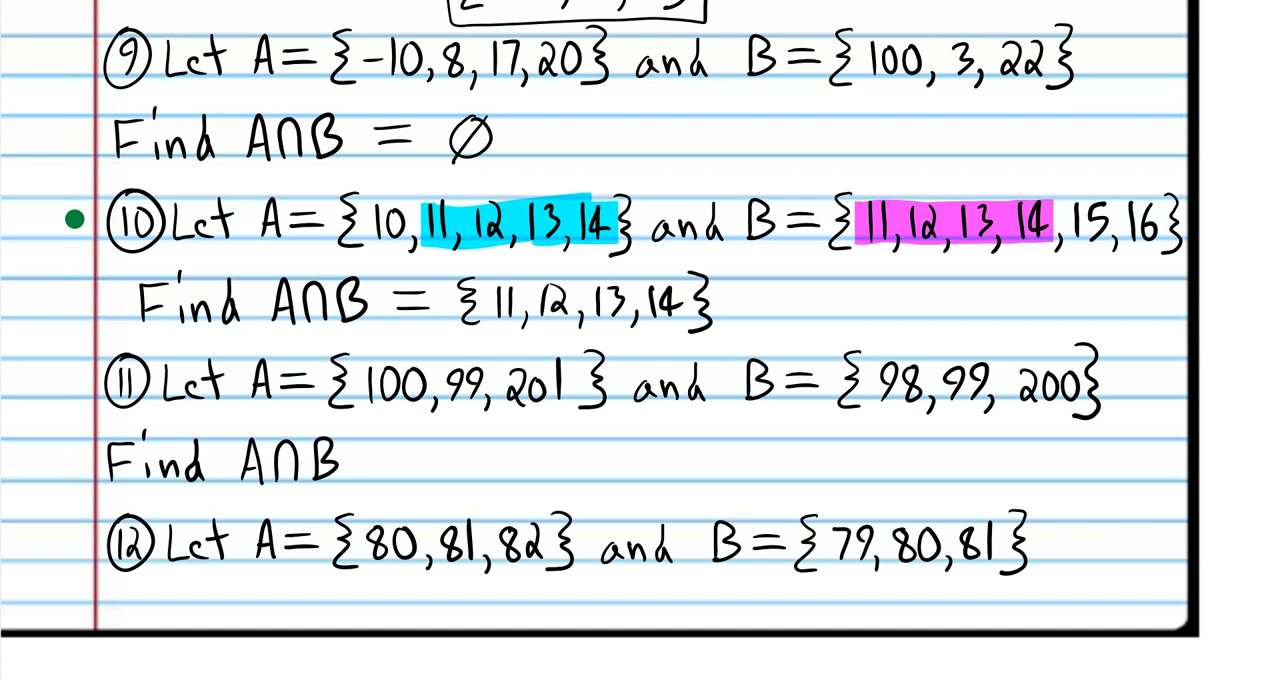 ⑨ Let A = {-10, 8, 17, 20} and B = {100, 3, 22}
Find A∩B = ∅
⑩ Let A = {10, 11, 12, 13, 14} and B = {11, 12, 13, 14, 15, 16}
Find A∩B = {11, 12, 13, 14}
⑪ Let A = {100, 99, 201} and B = {98, 99, 200}
Find A∩B
⑫ Let A = {80, 81, 82} and B = {79, 80, 81}